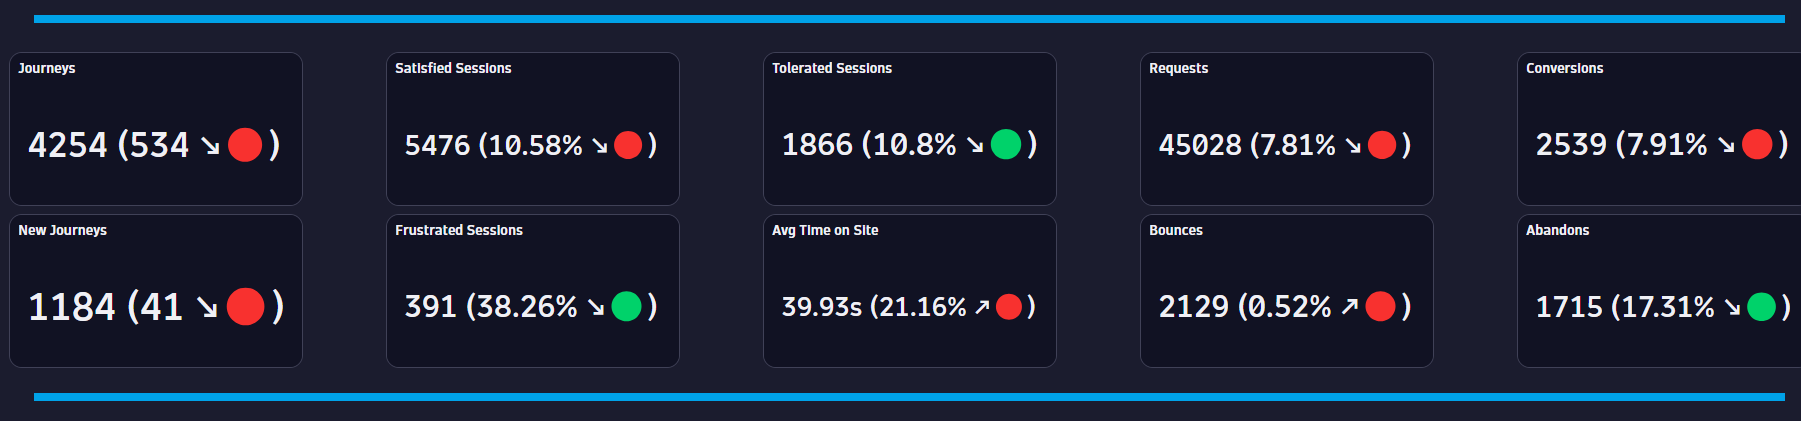 Journeys
4254 (534 ↘ 🔴 )
Satisfied Sessions
5476 (10.58% ↘ 🔴 )
Tolerated Sessions
1866 (10.8% ↘ 🟢 )
Requests
45028 (7.81% ↘ 🔴 )
Conversions
2539 (7.91% ↘ 🔴 )
New Journeys
1184 (41 ↘ 🔴 )
Frustrated Sessions
391 (38.26% ↘ 🟢 )
Avg Time on Site
39.93s (21.16% ↗ 🔴 )
Bounces
2129 (0.52% ↗ 🔴 )
Abandons
1715 (17.31% ↘ 🟢 )